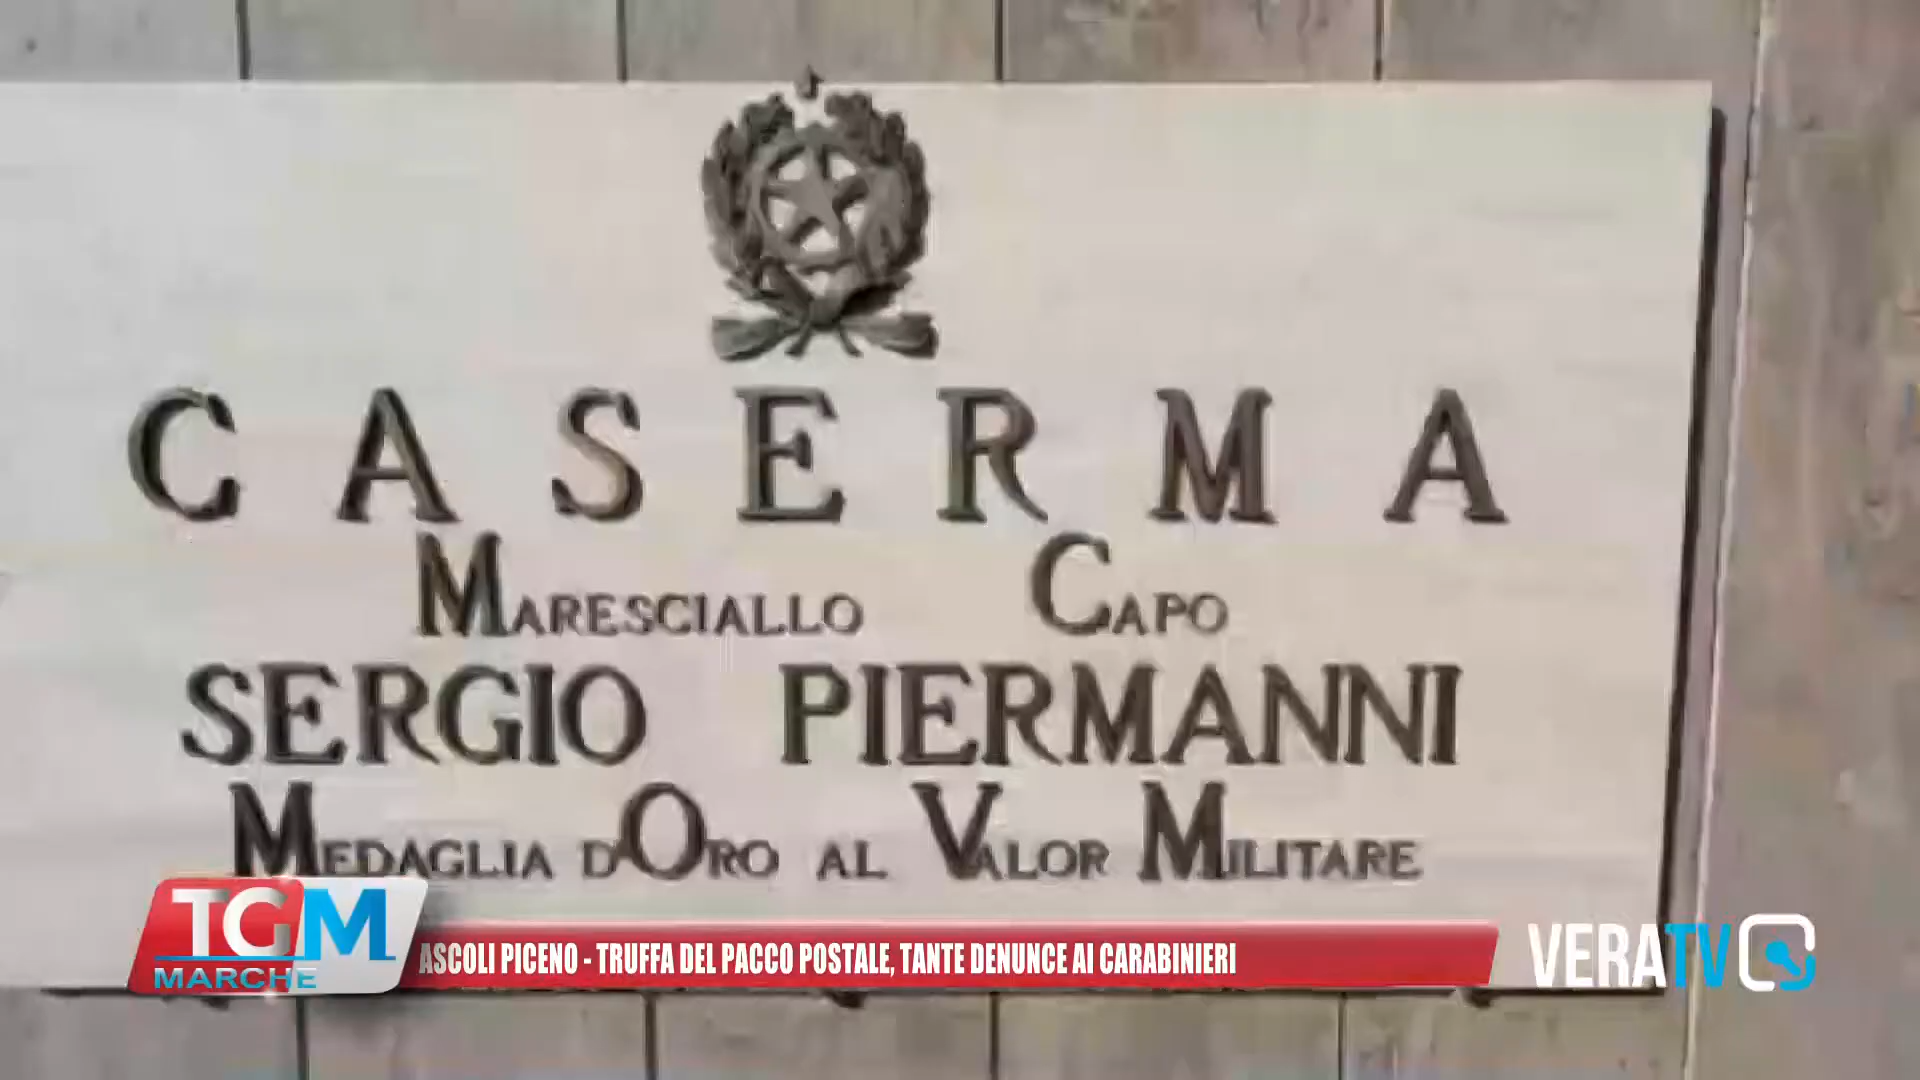 CASERMA
MARESCIALLO CAPO
SERGIO PIERMANNI
MEDAGLIA D'ORO AL VALOR MILITARE
TGM
MARCHE
ASCOLI PICENO - TRUFFA DEL PACCO POSTALE, TANTE DENUNCE AI CARABINIERI
VERATV